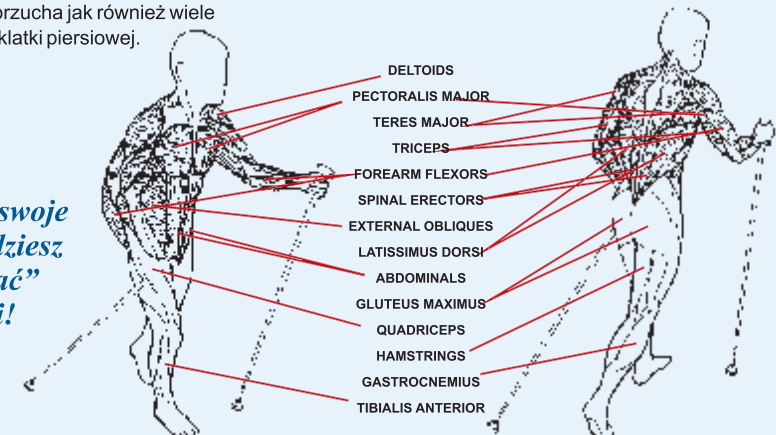 orzucha jak również wiele
klatki piersiowej.
swoje
dziesz
ać”
i!
DELTOIDS
PECTORALIS MAJOR
TERES MAJOR
TRICEPS
FOREARM FLEXORS
SPINAL ERECTORS
EXTERNAL OBLIQUES
LATISSIMUS DORSI
ABDOMINALS
GLUTEUS MAXIMUS
QUADRICEPS
HAMSTRINGS
GASTROCNEMIUS
TIBIALIS ANTERIOR